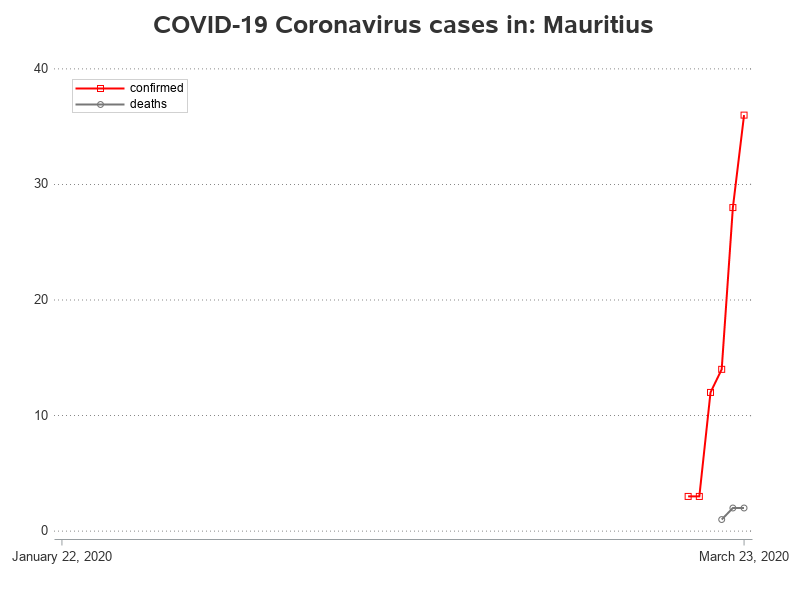 COVID-19 Coronavirus cases in: Mauritius
40
confirmed
deaths
30
20
10
0
January 22, 2020
March 23, 2020